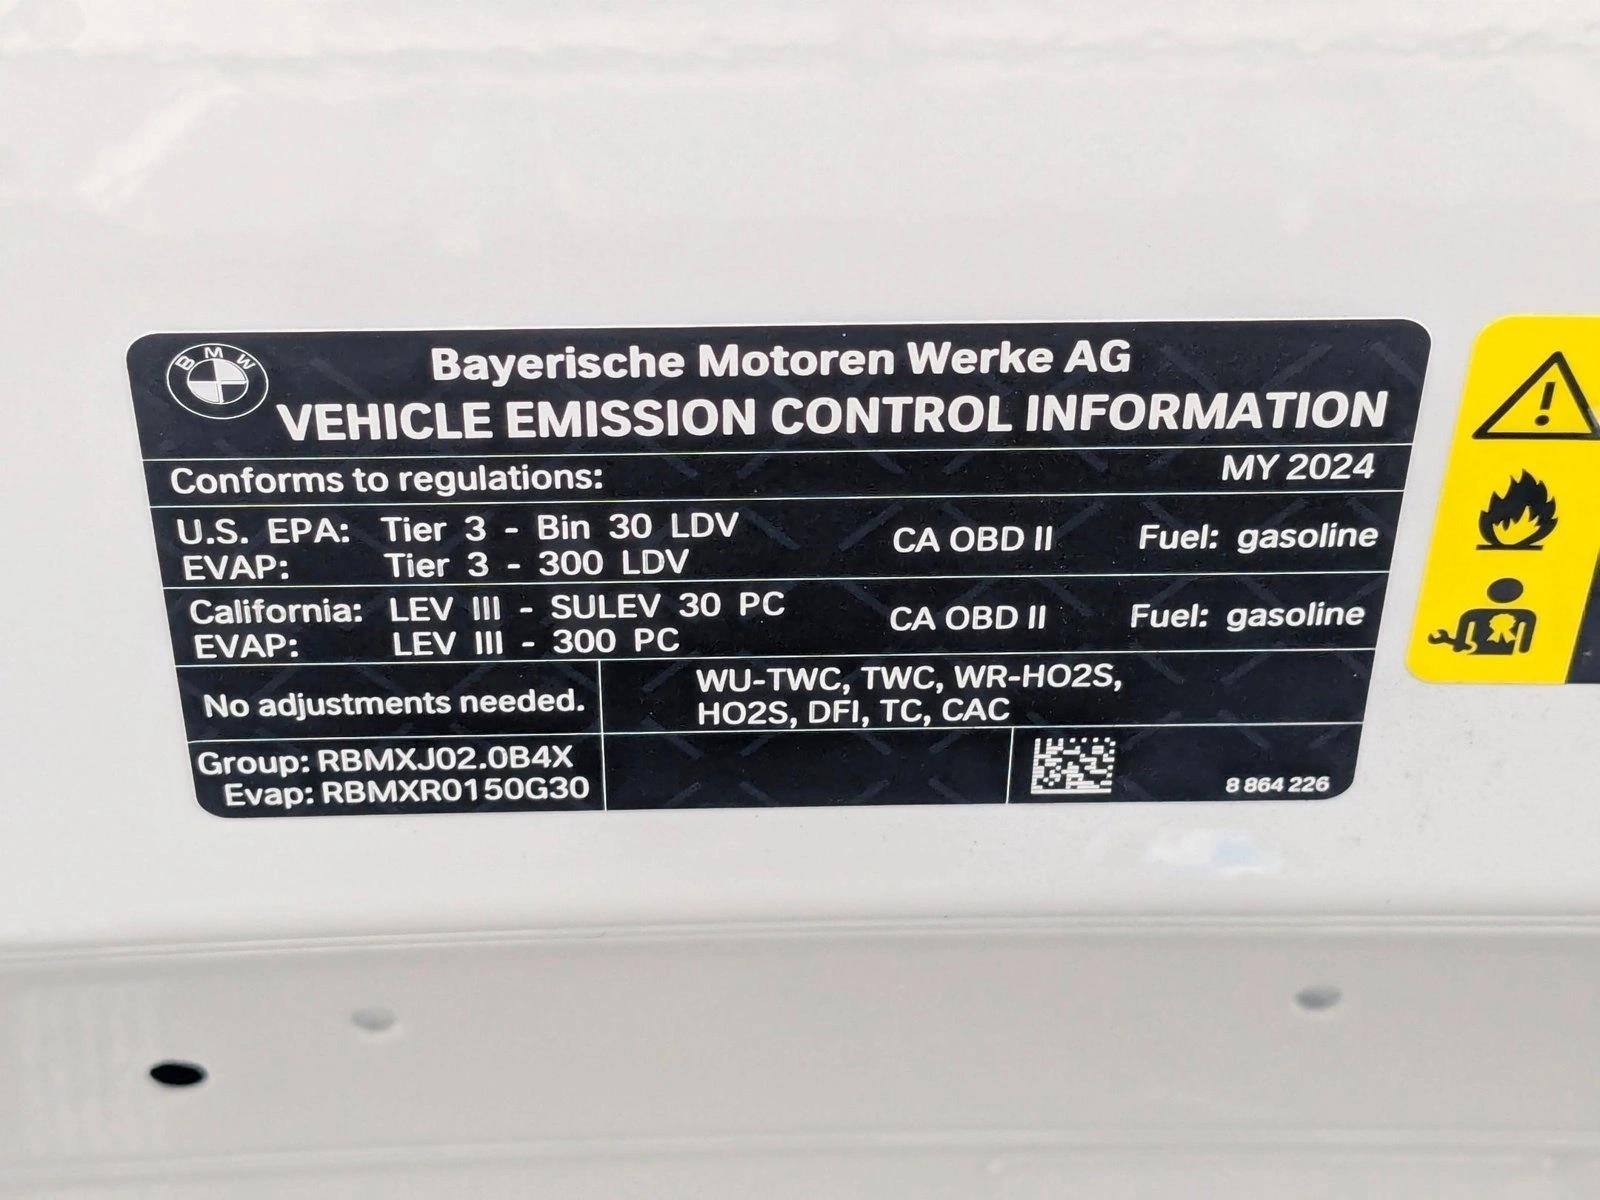 BMW
Bayerische Motoren Werke AG
VEHICLE EMISSION CONTROL INFORMATION
Conforms to regulations: MY 2024
U.S. EPA: Tier 3 - Bin 30 LDV CA OBD II Fuel: gasoline
EVAP: Tier 3 - 300 LDV
California: LEV III - SULEV 30 PC CA OBD II Fuel: gasoline
EVAP: LEV III - 300 PC
No adjustments needed.
WU-TWC, TWC, WR-HO2S,
HO2S, DFI, TC, CAC
Group: RBMXJ02.0B4X
Evap: RBMXR0150G30
8 864 226